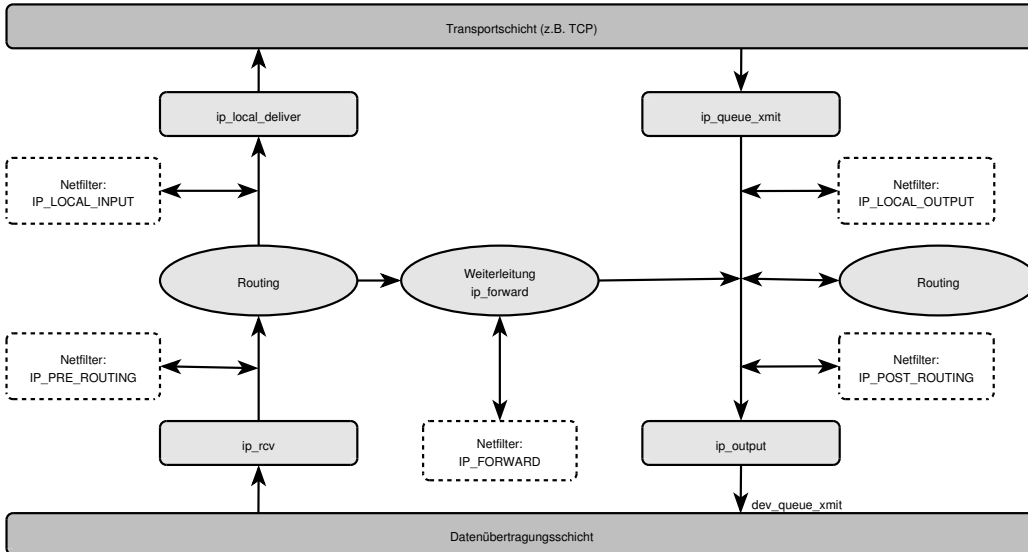 Transportschicht (z.B. TCP)
ip_local_deliver
ip_queue_xmit
Netfilter:
IP_LOCAL_INPUT
Netfilter:
IP_LOCAL_OUTPUT
Routing
Weiterleitung
ip_forward
Routing
Netfilter:
IP_PRE_ROUTING
Netfilter:
IP_POST_ROUTING
ip_rcv
Netfilter:
IP_FORWARD
ip_output
dev_queue_xmit
Datenübertragungsschicht